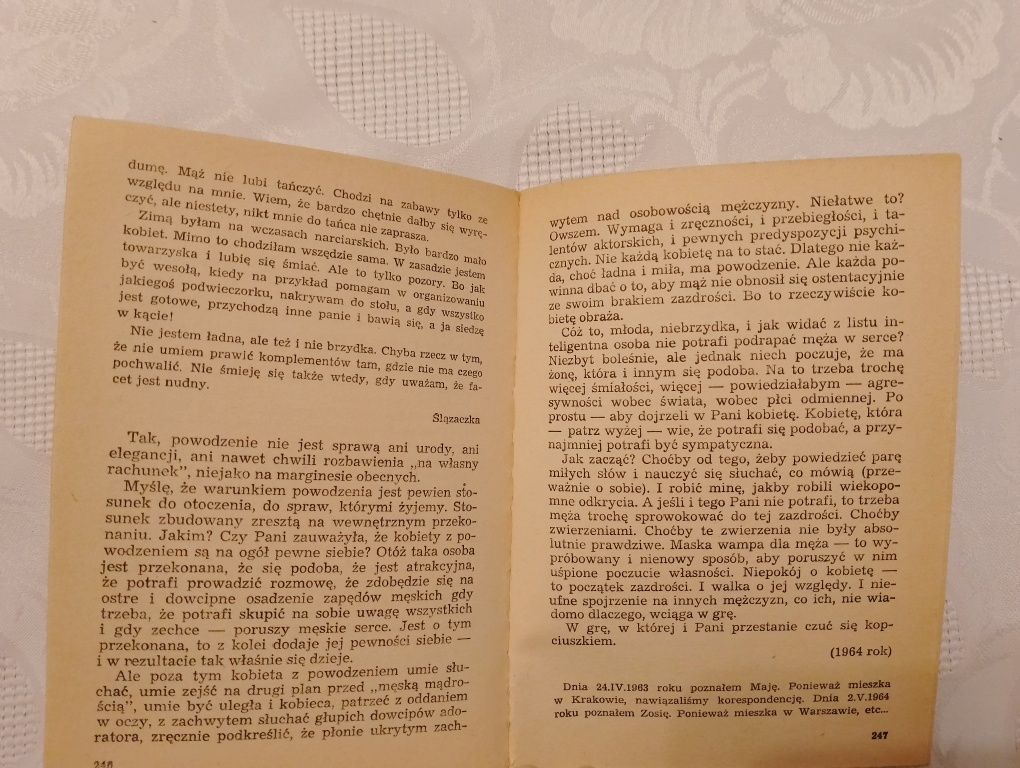 dumę. Mąż nie lubi tańczyć. Chodzi na zabawy tylko ze
względu na mnie. Wiem, że bardzo chętnie dałby się wyrę-
czyć, ale niestety, nikt mnie do tańca nie zaprasza.
Zimą byłam na wczasach narciarskich. Było bardzo mało
kobiet. Mimo to chodziłam wszędzie sama. W zasadzie jestem
towarzyska i lubię się śmiać. Ale to tylko pozory. Bo jak
być wesołą, kiedy na przykład pomagam w organizowaniu
jakiegoś podwieczorku, nakrywam do stołu, a gdy wszystko
jest gotowe, przychodzą inne panie i bawią się, a ja siedzę
w kącie!
Nie jestem ładna, ale też i nie brzydka. Chyba rzecz w tym,
że nie umiem prawić komplementów tam, gdzie nie ma czego
pochwalić. Nie śmieję się także wtedy, gdy uważam, że fa-
cet jest nudny.
Slązaczka
Tak, powodzenie nie jest sprawą ani urody, ani
elegancji, ani nawet chwili rozbawienia „na własny
rachunek”, niejako na marginesie obecnych.
Myślę, że warunkiem powodzenia jest pewien sto-
sunek do otoczenia, do spraw, którymi żyjemy. Sto-
sunek zbudowany zresztą na wewnętrznym przeko-
naniu. Jakim? Czy Pani zauważyła, że kobiety z po-
wodzeniem są na ogół pewne siebie? Otóż taka osoba
jest przekonana, że się podoba, że jest atrakcyjna,
że potrafi prowadzić rozmowę, że zdobędzie się na
ostre i dowcipne osadzenie zapędów męskich gdy
trzeba, że potrafi skupić na sobie uwagę wszystkich
i gdy zechce — poruszy męskie serce. Jest o tym
przekonana, to z kolei dodaje jej pewności siebie —
i w rezultacie tak właśnie się dzieje.
Ale poza tym kobieta z powodzeniem umie słu-
chać, umie zejść na drugi plan przed „męską mądro-
ścią”, umie być uległa i kobieca, patrzeć z oddaniem
w oczy, z zachwytem słuchać głupich dowcipów ado-
ratora, zręcznie podkreślić, że płonie ukrytym zach-
246
wytem nad osobowością mężczyzny. Niełatwe to?
Owszem. Wymaga i zręczności, i przebiegłości, i ta-
lentów aktorskich, i pewnych predyspozycji psychi-
cznych. Nie każdą kobietę na to stać. Dlatego nie każ-
da, choć ładna i miła, ma powodzenie. Ale każda po-
winna dbać o to, aby mąż nie obnosił się ostentacyjnie
ze swoim brakiem zazdrości. Bo to rzeczywiście ko-
bietę obraża.
Cóż to, młoda, niebrzydka, i jak widać z listu in-
teligentna osoba nie potrafi podrapać męża w serce?
Niezbyt boleśnie, ale jednak niech poczuje, że ma
żonę, która i innym się podoba. Na to trzeba trochę
więcej śmiałości, więcej — powiedziałabym — agre-
sywności wobec świata, wobec płci odmiennej. Po
prostu — aby dojrzeli w Pani kobietę. Kobietę, która
— patrz wyżej — wie, że potrafi się podobać, a przy-
najmniej potrafi być sympatyczna.
Jak zacząć? Choćby od tego, żeby powiedzieć parę
miłych słów i nauczyć się słuchać, co mówią (prze-
ważnie o sobie). I robić minę, jakby robili wiekopo-
mne odkrycia. A jeśli i tego Pani nie potrafi, to trzeba
męża trochę sprowokować do tej zazdrości. Choćby
zwierzeniami. Choćby te zwierzenia nie były abso-
lutnie prawdziwe. Maska wampa dla męża — to wy-
próbowany i nienowy sposób, aby poruszyć w nim
uśpione poczucie własności. Niepokój o kobietę —
to początek zazdrości. I walka o jej względy. I nie-
ufne spojrzenie na innych mężczyzn, co ich, nie wia-
domo dlaczego, wciąga w grę.
W grę, w której i Pani przestanie czuć się kop-
ciuszkiem.
(1964 rok)
Dnia 24.IV.1963 roku poznałem Maję. Ponieważ mieszka
w Krakowie, nawiązaliśmy korespondencję. Dnia 2.V.1964
roku poznałem Zosię. Ponieważ mieszka w Warszawie, etc...
247